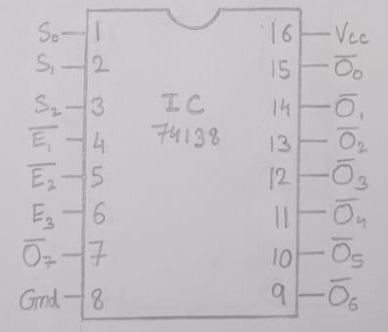 S₀ 1 16 Vcc
S₁ 2 15 O̅₀
S₂ 3 IC 14 O̅₁
E̅₁ 4 74138 13 O̅₂
E̅₂ 5 12 O̅₃
E₃ 6 11 O̅₄
O̅₇ 7 10 O̅₅
Gnd 8 9 O̅₆